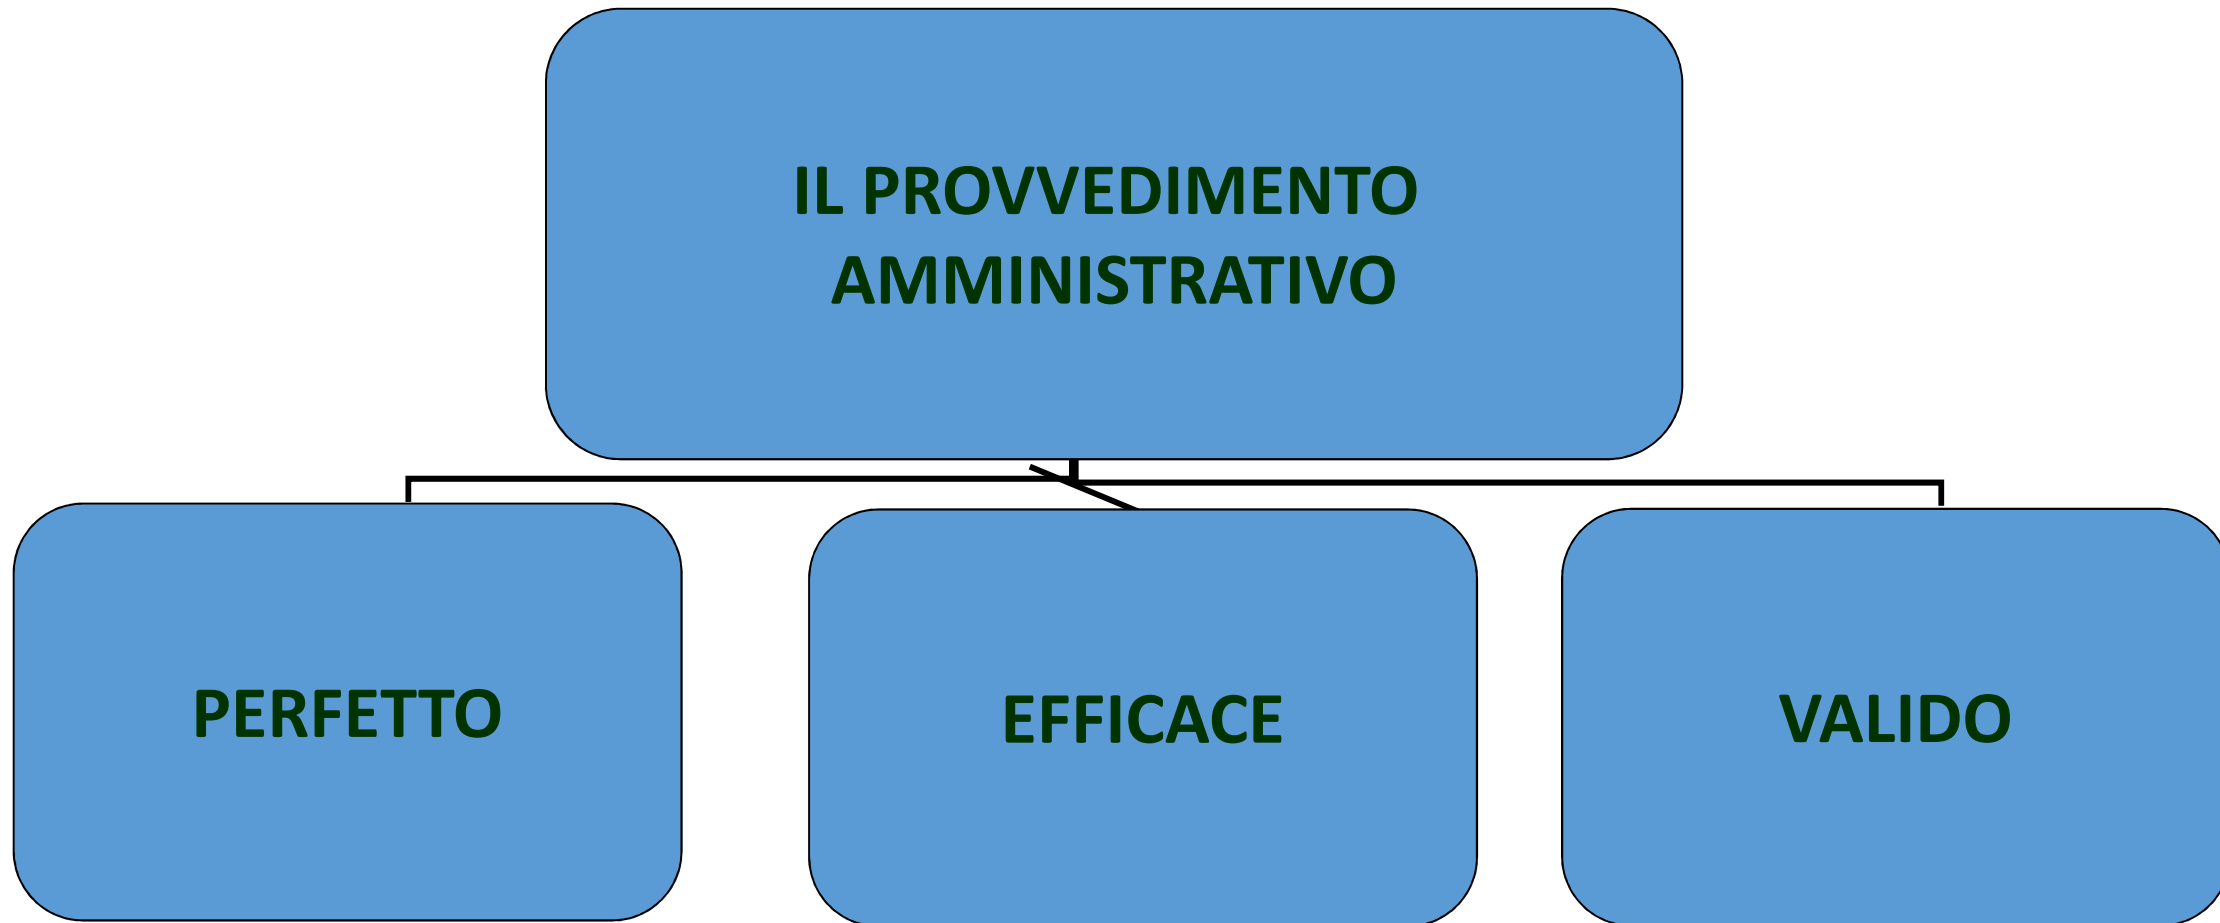 IL PROVVEDIMENTO
AMMINISTRATIVO
PERFETTO
EFFICACE
VALIDO